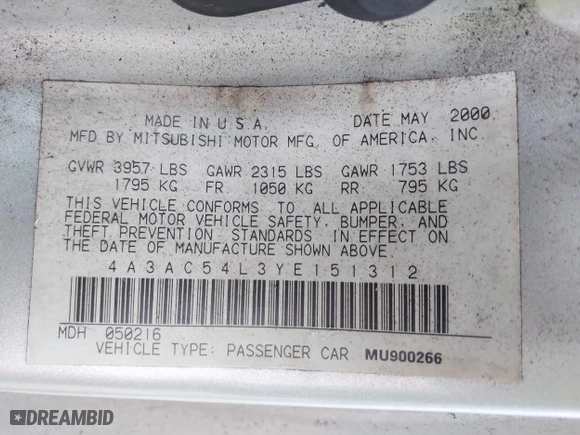 MADE IN U S A. DATE MAY 2000
MFD BY MITSUBISHI MOTOR MFG, OF AMERICA, INC
GVWR 3957 LBS GAWR 2315 LBS GAWR 1753 LBS
1795 KG FR. 1050 KG RR. 795 KG
THIS VEHICLE CONFORMS TO ALL APPLICABLE
FEDERAL MOTOR VEHICLE SAFETY, BUMPER, AND
THEFT PREVENTION STANDARDS IN EFFECT ON
THE DATE OF MANUFACTURE SHOWN ABOVE.
4A3AC54L3YE151312
MDH 050216
VEHICLE TYPE: PASSENGER CAR MU900266
DREAMBID